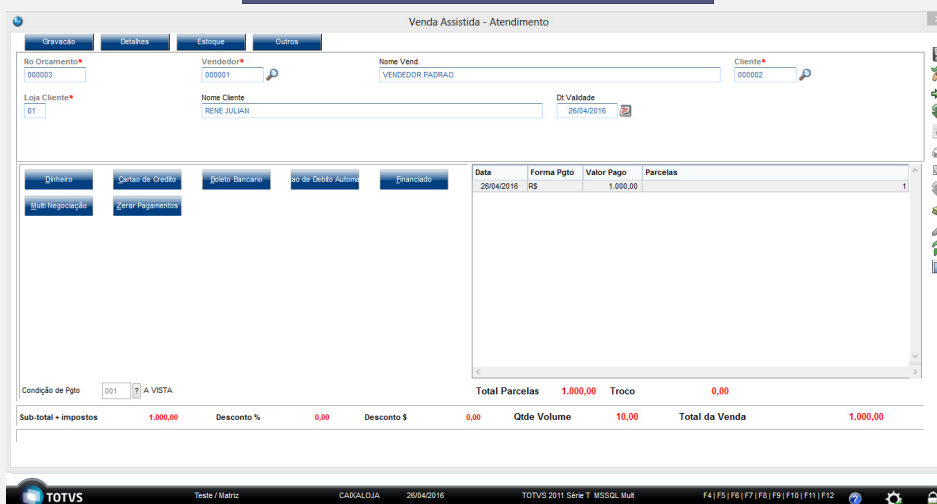 Venda Assistida - Atendimento
Gravacão Detalhes Estoque Outros
No Orcamento* Vendedor* Nome Vend. Cliente*
000003 000001 VENDEDOR PADRAO 000002
Loja Cliente* Nome Cliente Dt.Validade
01 RENE JULIAN 26/04/2016
Dinheiro Cartao de Credito Boleto Bancario ao de Debito Automa Financiado
Multi Negociação Zerar Pagamentos
Data Forma Pgto Valor Pago Parcelas
26/04/2016 R$ 1.000,00 1
Condição de Pgto 001 ? A VISTA
Total Parcelas 1.000,00 Troco 0,00
Sub-total + impostos 1.000,00 Desconto % 0,00 Desconto $ 0,00 Qtde Volume 10,00 Total da Venda 1.000,00
TOTVS Teste / Matriz CAIXALOJA 26/04/2016 TOTVS 2011 Série T MSSQL Mult F4 | F5 | F6 | F7 | F8 | F9 | F10 | F11 | F12 ?